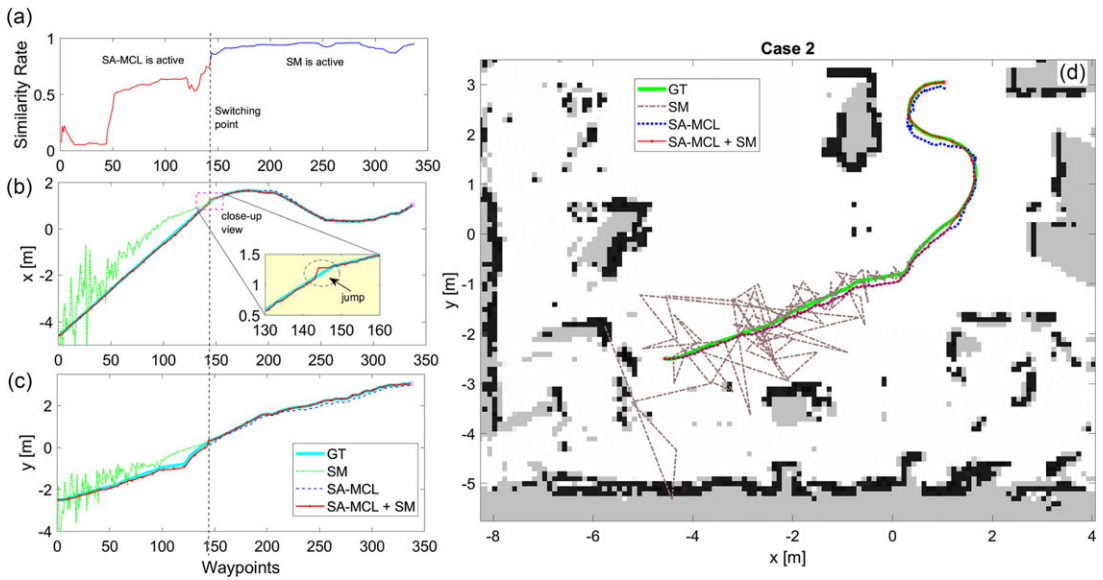 (a)
Similarity Rate
1
0.5
0
SA-MCL is active
SM is active
Switching
point
0 50 100 150 200 250 300 350
(b)
x [m]
2
0
-2
-4
close-up
view
1.5
1.5
0.5
jump
130 140 150 160
0 50 100 150 200 250 300 350
(c)
y [m]
2
0
-2
-4
GT
SM
SA-MCL
SA-MCL + SM
0 50 100 150 200 250 300 350
Waypoints
Case 2
(d)
GT
SM
SA-MCL
SA-MCL + SM
y [m]
3
2
1
0
-1
-2
-3
-4
-5
-8 -6 -4 -2 0 2 4
x [m]